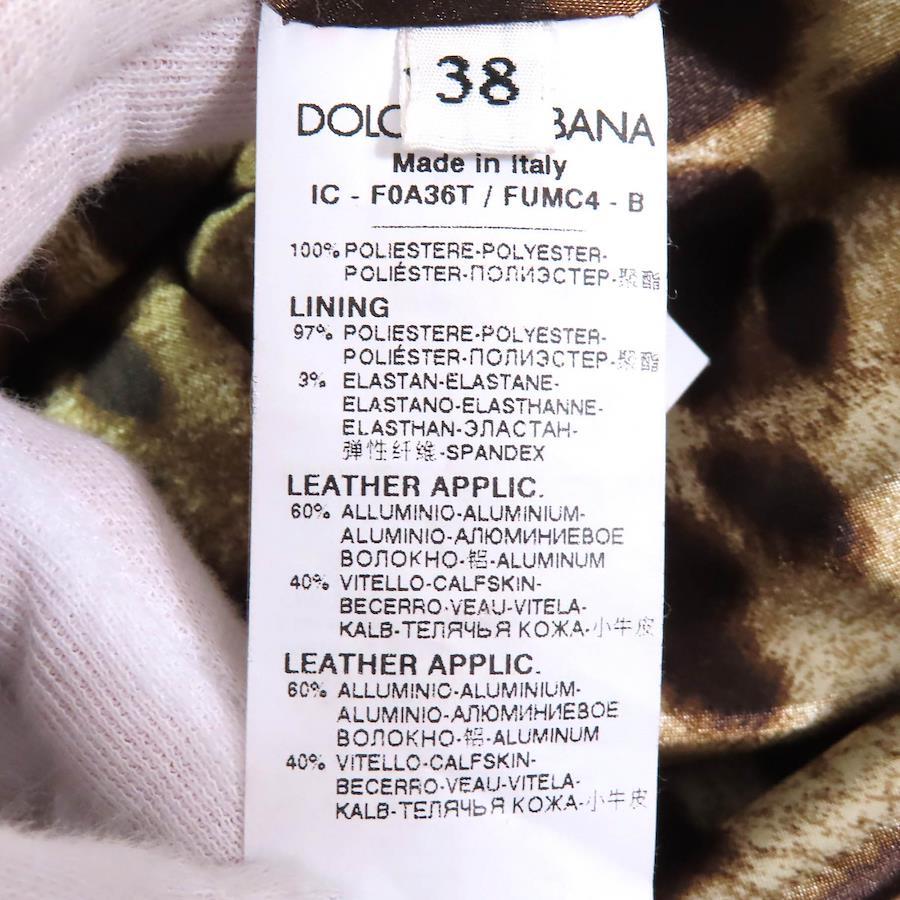 38
DOLC BANA
Made in Italy
IC - F0A36T / FUMC4 - B
100% POLIESTERE-POLYESTER-
POLIÉSTER-ПОЛИЭСТЕР-聚酯
LINING
97% POLIESTERE-POLYESTER-
POLIÉSTER-ПОЛИЭСТЕР-聚酯
3% ELASTAN-ELASTANE-
ELASTANO-ELASTHANNE-
ELASTHAN-ЭЛАСТАН-
弹性纤维-SPANDEX
LEATHER APPLIC.
60% ALLUMINIO-ALUMINIUM-
ALUMINIO-АЛЮМИНИЕВОЕ
ВОЛОКНО-铝-ALUMINUM
40% VITELLO-CALFSKIN-
BECERRO-VEAU-VITELA-
KALB-ТЕЛЯЧЬЯ КОЖА-小牛皮
LEATHER APPLIC.
60% ALLUMINIO-ALUMINIUM-
ALUMINIO-АЛЮМИНИЕВОЕ
ВОЛОКНО-铝-ALUMINUM
40% VITELLO-CALFSKIN-
BECERRO-VEAU-VITELA-
KALB-ТЕЛЯЧЬЯ КОЖА-小牛皮